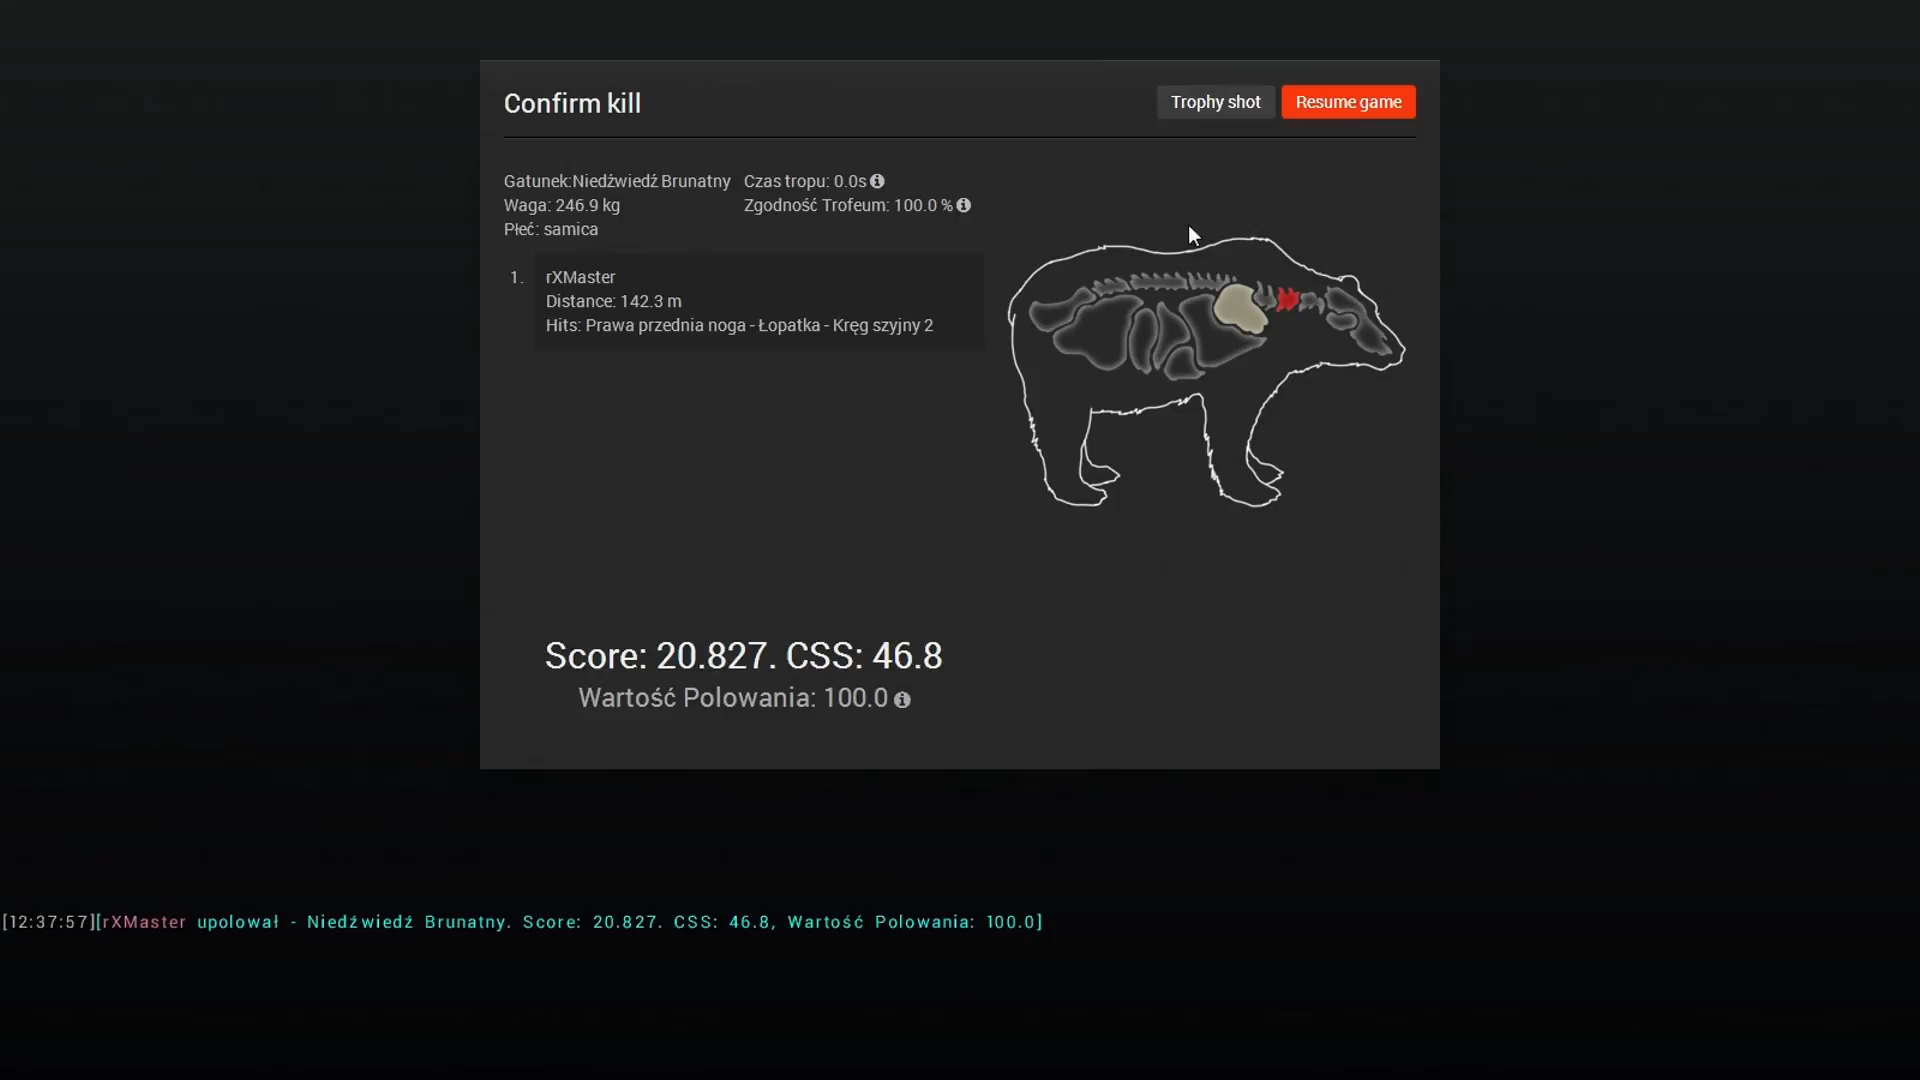 Confirm kill
Trophy shot
Resume game
Gatunek:Niedźwiedź Brunatny
Czas tropu: 0.0s
Waga: 246.9 kg
Zgodność Trofeum: 100.0 %
Płeć: samica
1. rXMaster
Distance: 142.3 m
Hits: Prawa przednia noga - Łopatka - Kręg szyjny 2
Score: 20.827. CSS: 46.8
Wartość Polowania: 100.0
[12:37:57][rXMaster upolował - Niedźwiedź Brunatny. Score: 20.827. CSS: 46.8, Wartość Polowania: 100.0]